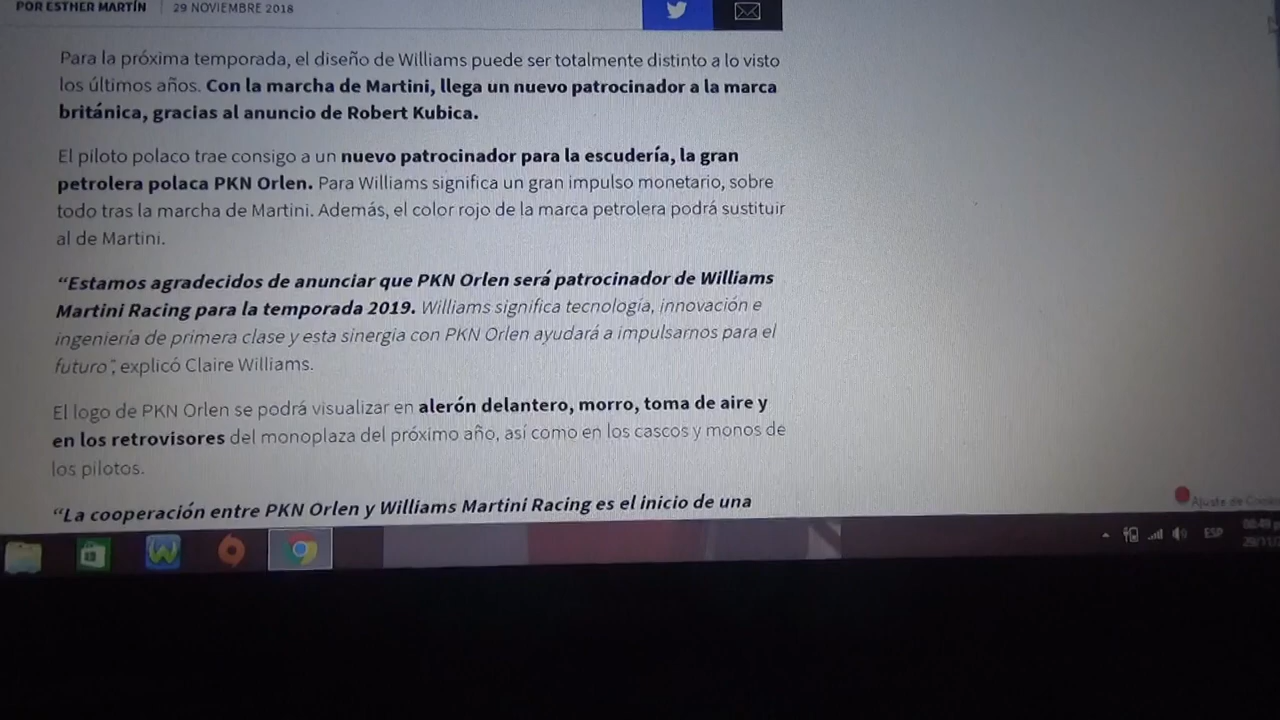 POR ESTHER MARTÍN | 29 NOVIEMBRE 2018
Para la próxima temporada, el diseño de Williams puede ser totalmente distinto a lo visto
los últimos años. Con la marcha de Martini, llega un nuevo patrocinador a la marca
británica, gracias al anuncio de Robert Kubica.
El piloto polaco trae consigo a un nuevo patrocinador para la escudería, la gran
petrolera polaca PKN Orlen. Para Williams significa un gran impulso monetario, sobre
todo tras la marcha de Martini. Además, el color rojo de la marca petrolera podrá sustituir
al de Martini.
“Estamos agradecidos de anunciar que PKN Orlen será patrocinador de Williams
Martini Racing para la temporada 2019. Williams significa tecnología, innovación e
ingeniería de primera clase y esta sinergia con PKN Orlen ayudará a impulsarnos para el
futuro”, explicó Claire Williams.
El logo de PKN Orlen se podrá visualizar en alerón delantero, morro, toma de aire y
en los retrovisores del monoplaza del próximo año, así como en los cascos y monos de
los pilotos.
“La cooperación entre PKN Orlen y Williams Martini Racing es el inicio de una
Ajuste de
ESP